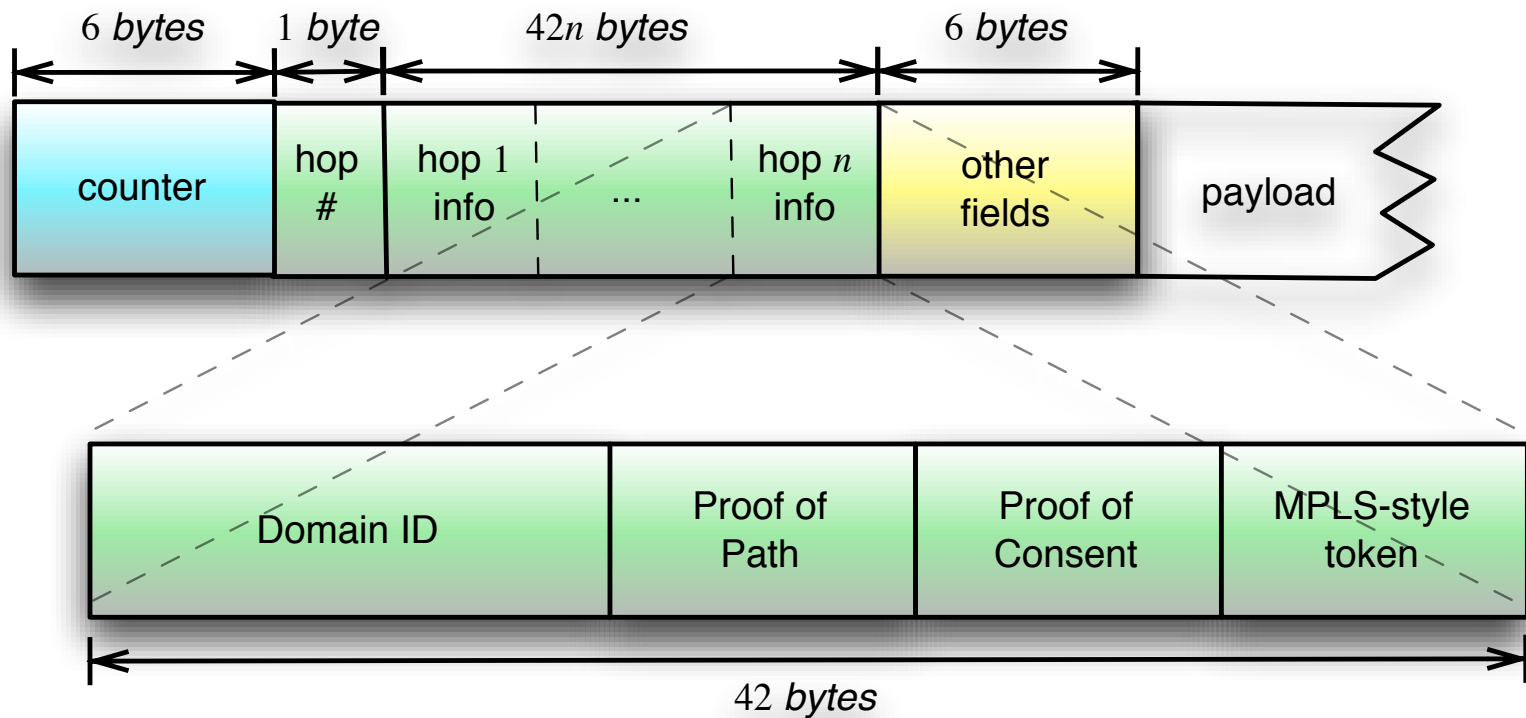 6 bytes
1 byte
42n bytes
6 bytes
counter
hop
#
hop 1
info
...
hop n
info
other
fields
payload
Domain ID
Proof of
Path
Proof of
Consent
MPLS-style
token
42 bytes